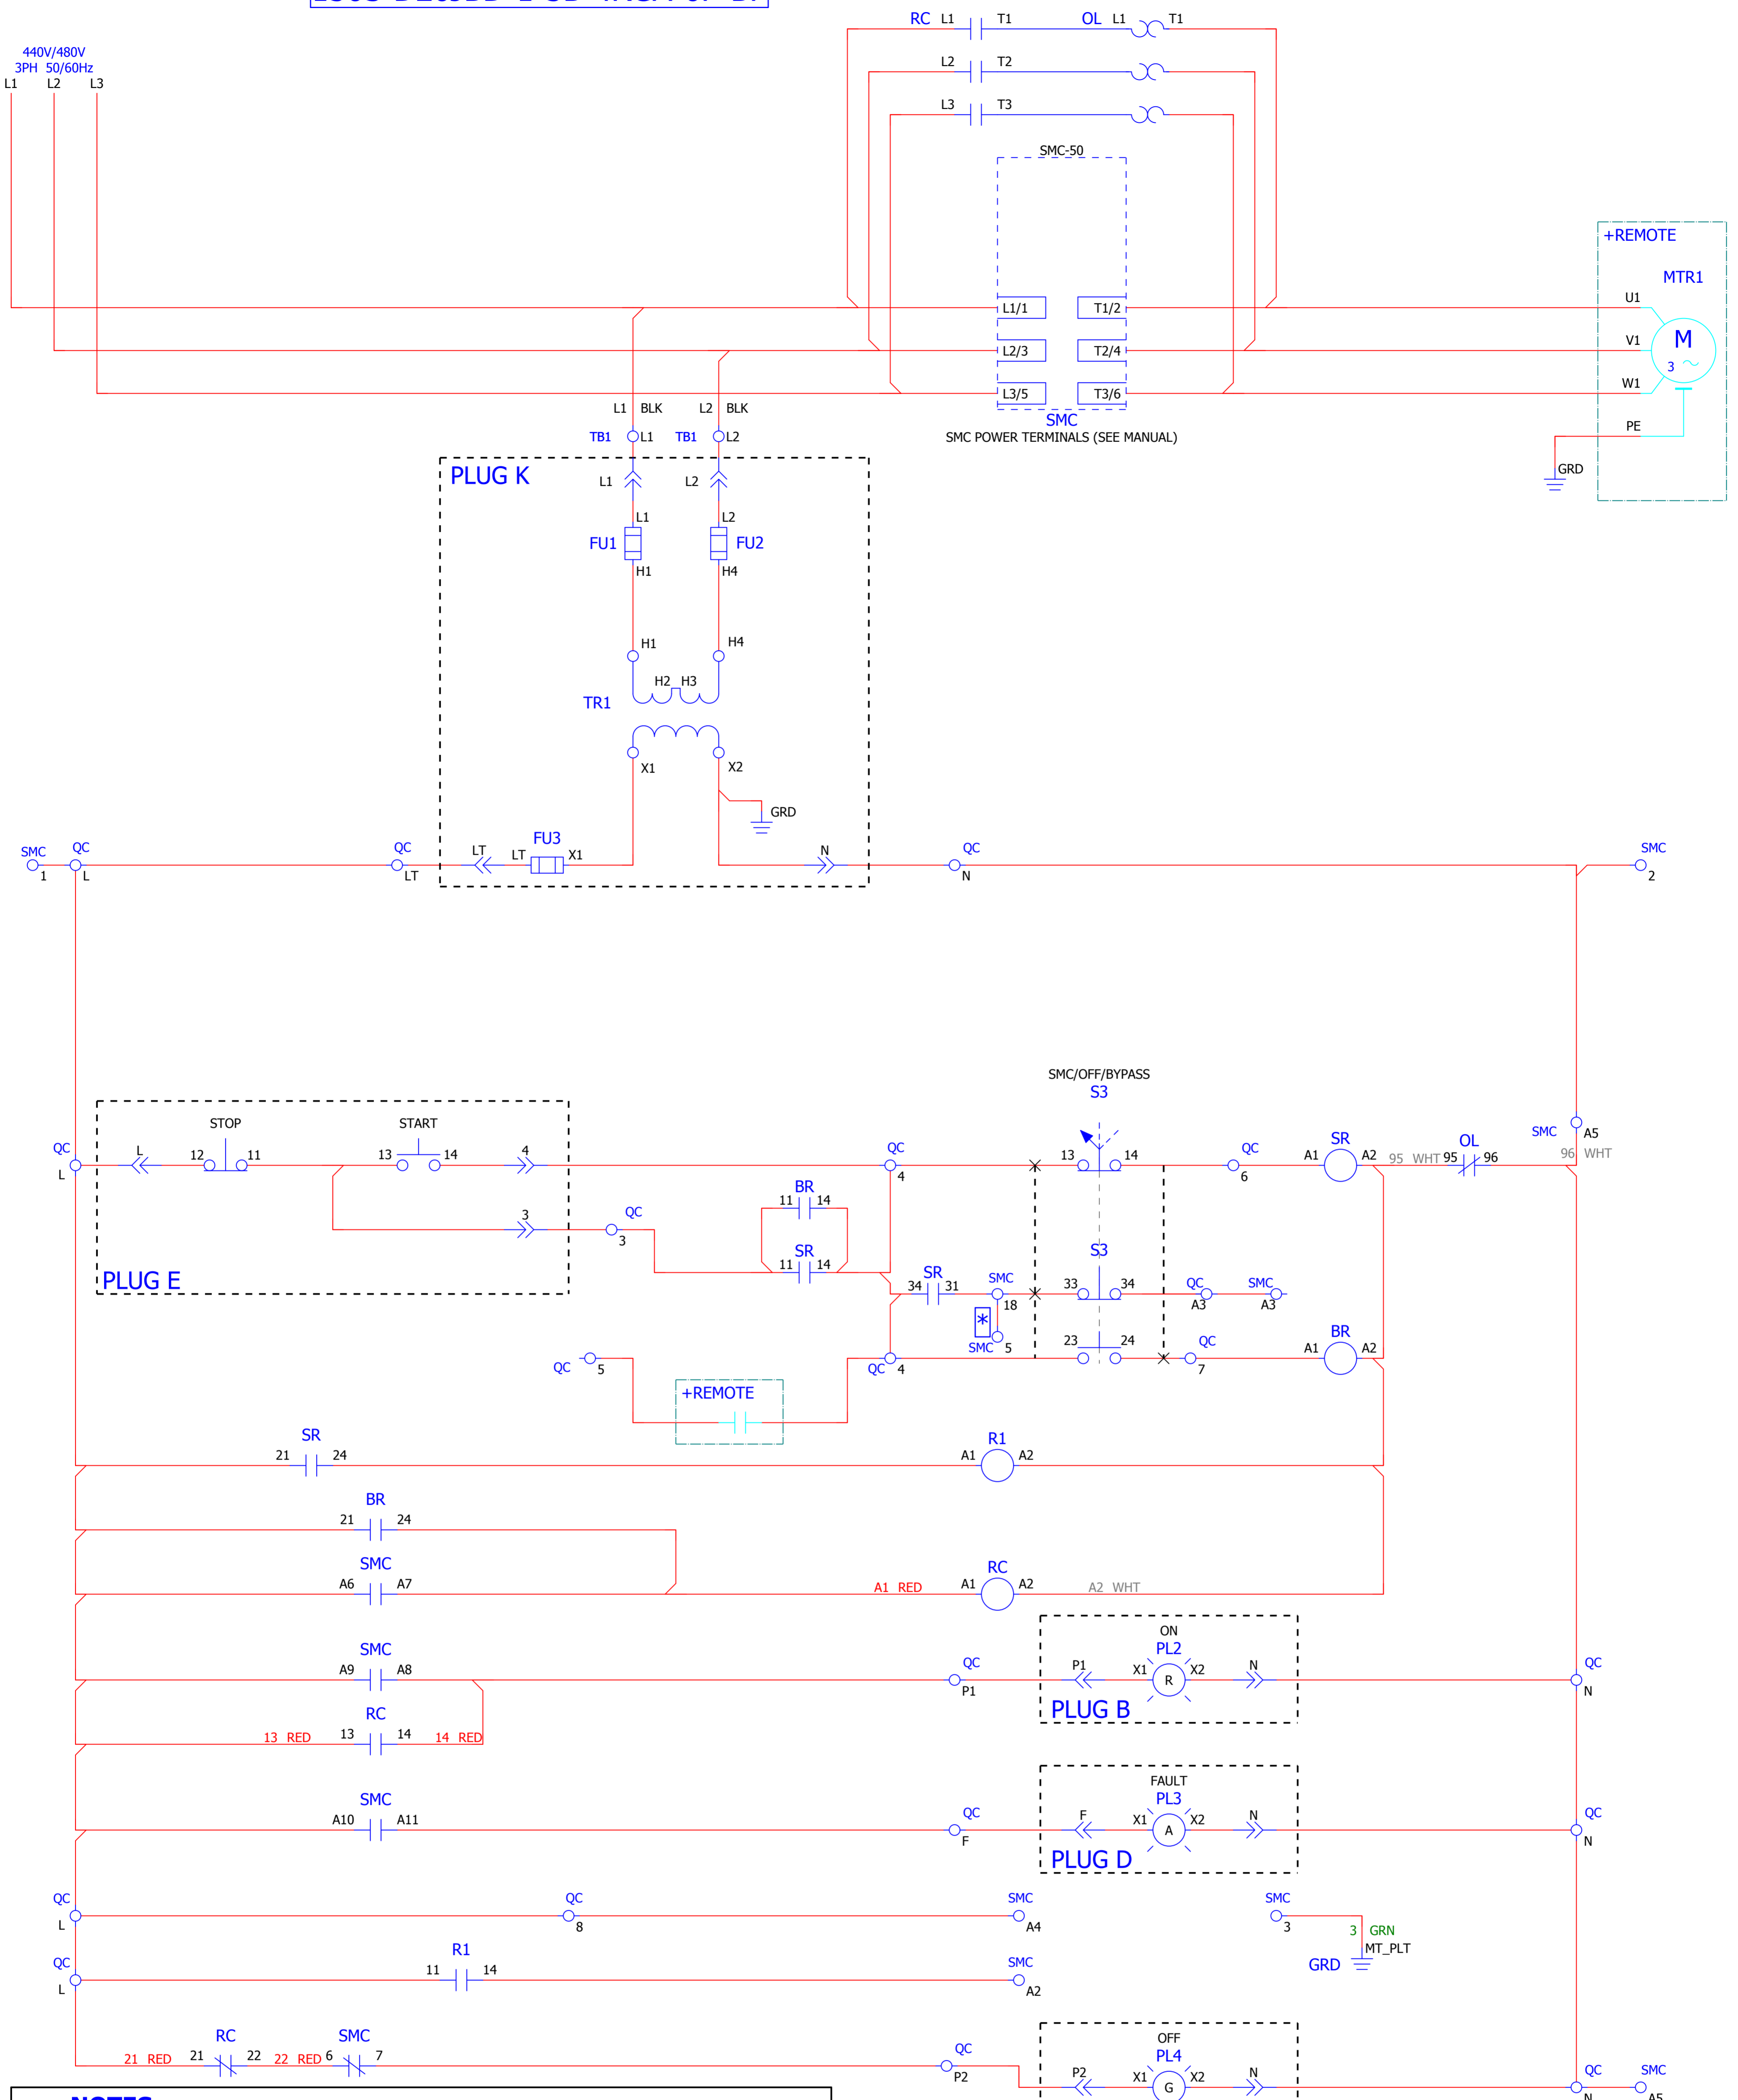 RC L1 T1 OL L1 T1
440V/480V
3PH 50/60Hz
L1 L2 L3
L2 T2
L3 T3
SMC-50
+REMOTE
MTR1
L1/1 T1/2 U1
L2/3 T2/4 V1 M
3
L3/5 T3/6 W1
L1 BLK L2 BLK
SMC
PE
TB1 L1 TB1 L2
SMC POWER TERMINALS (SEE MANUAL)
PLUG K
L1 L2
GRD
L1 L2
FU1 FU2
H1 H4
H1 H4
H2 H3
TR1
X1 X2
GRD
SMC QC QC LT LT FU3 X1 N QC SMC
1 L LT N 2
SMC/OFF/BYPASS
S3
STOP START
QC L 12 11 13 14 4 QC 13 14 QC A1 SR A2 95 WHT 95 OL 96 SMC A5
96 WHT
L 4 6
BR
11 14
3 QC
3
SR
11 14
S3
PLUG E
SR
34 31 SMC 33 34 QC SMC
18 A3 A3
*
SMC 5 23 24 QC A1 BR A2
QC 5 QC 4 7
+REMOTE
SR
21 24 A1 R1 A2
BR
21 24
SMC
A6 A7 A1 RED A1 RC A2 A2 WHT
ON
SMC
A9 A8 QC P1 X1 PL2 X2 N QC
P1 R N
PLUG B
RC
13 RED 13 14 14 RED
FAULT
SMC
A10 A11 QC F X1 PL3 X2 N QC
F A N
PLUG D
QC QC SMC SMC
L 8 A4 3
3 GRN
MT_PLT
GRD
QC R1 SMC
L 11 14 A2
OFF
RC SMC
21 RED 21 22 22 RED 6 7 QC P2 X1 PL4 X2 N QC SMC
P2 G N A5